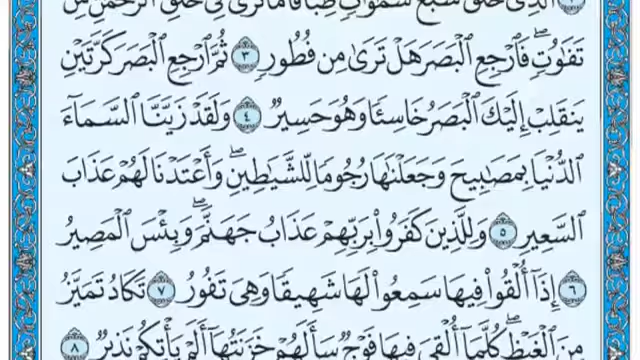 ٱلَّذِى خَلَقَ سَبْعَ سَمَٰوَٰتٍ طِبَاقًا مَّا تَرَىٰ فِى خَلْقِ ٱلرَّحْمَٰنِ مِن
تَفَٰوُتٍ ۖ فَٱرْجِعِ ٱلْبَصَرَ هَلْ تَرَىٰ مِن فُطُورٍ ٣ ثُمَّ ٱرْجِعِ ٱلْبَصَرَ كَرَّتَيْنِ
يَنقَلِبْ إِلَيْكَ ٱلْبَصَرُ خَاسِئًا وَهُوَ حَسِيرٌ ٤ وَلَقَدْ زَيَّنَّا ٱلسَّمَآءَ
ٱلدُّنْيَا بِمَصَٰبِيحَ وَجَعَلْنَٰهَا رُجُومًا لِّلشَّيَٰطِينِ ۖ وَأَعْتَدْنَا لَهُمْ عَذَابَ
ٱلسَّعِيرِ ٥ وَلِلَّذِينَ كَفَرُوا۟ بِرَبِّهِمْ عَذَابُ جَهَنَّمَ ۖ وَبِئْسَ ٱلْمَصِيرُ
٦ إِذَآ أُلْقُوا۟ فِيهَا سَمِعُوا۟ لَهَا شَهِيقًا وَهِىَ تَفُورُ ٧ تَكَادُ تَمَيَّزُ
مِنَ ٱلْغَيْظِ ۖ كُلَّمَآ أُلْقِىَ فِيهَا فَوْجٌ سَأَلَهُمْ خَزَنَتُهَآ أَلَمْ يَأْتِكُمْ نَذِيرٌ ٨